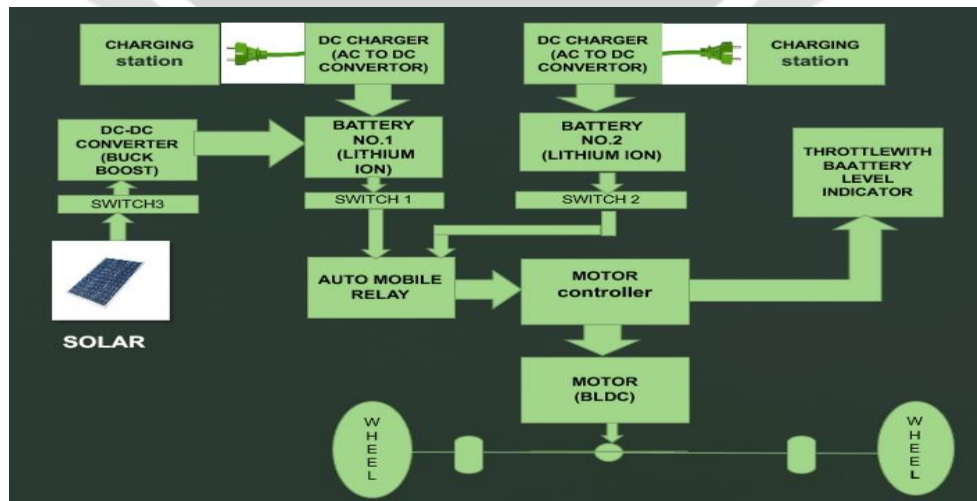 CHARGING
station
DC CHARGER
(AC TO DC
CONVERTOR)
DC CHARGER
(AC TO DC
CONVERTOR)
CHARGING
station
DC-DC
CONVERTER
(BUCK
BOOST)
BATTERY
NO.1
(LITHIUM
ION)
BATTERY
NO.2
(LITHIUM ION)
THROTTLEWITH
BAATTERY
LEVEL
INDICATOR
SWITCH3
SWITCH 1
SWITCH 2
SOLAR
AUTO MOBILE
RELAY
MOTOR
controller
MOTOR
(BLDC)
WHEEL
WHEEL